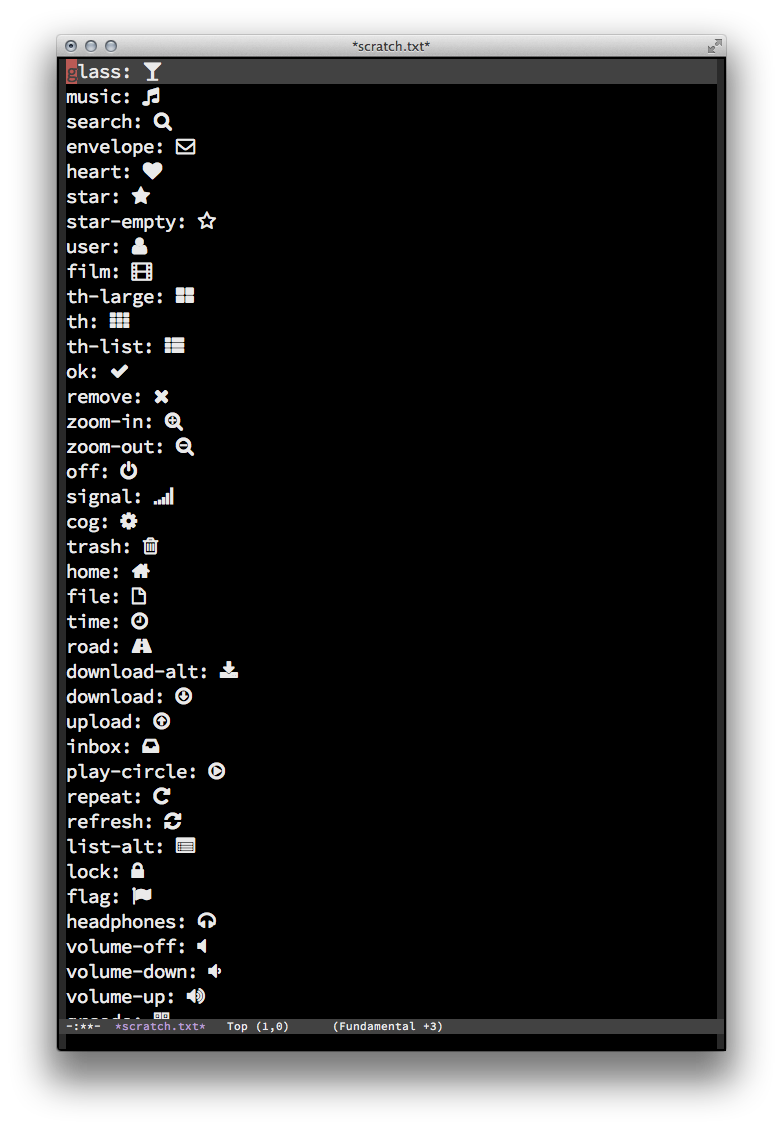 *scratch.txt*
glass:
music:
search:
envelope:
heart:
star:
star-empty:
user:
film:
th-large:
th:
th-list:
ok:
remove:
zoom-in:
zoom-out:
off:
signal:
cog:
trash:
home:
file:
time:
road:
download-alt:
download:
upload:
inbox:
play-circle:
repeat:
refresh:
list-alt:
lock:
flag:
headphones:
volume-off:
volume-down:
volume-up:
-:**- *scratch.txt* Top (1,0) (Fundamental +3)